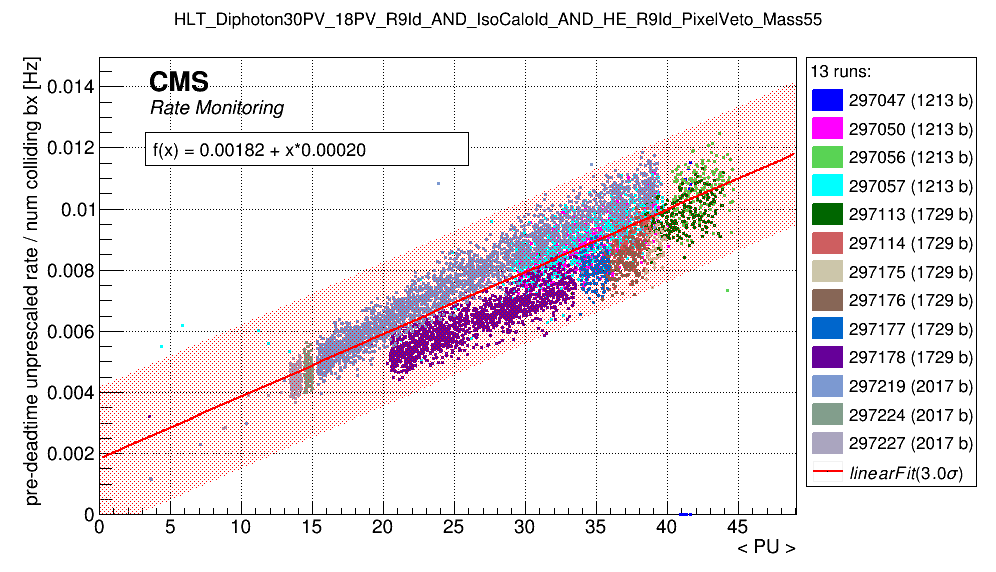 HLT_Diphoton30PV_18PV_R9Id_AND_IsoCaloId_AND_HE_R9Id_PixelVeto_Mass55
pre-deadtime unprescaled rate / num colliding bx [Hz]
CMS
Rate Monitoring
f(x) = 0.00182 + x*0.00020
0.014
0.012
0.01
0.008
0.006
0.004
0.002
0
0 5 10 15 20 25 30 35 40 45
< PU >
13 runs:
297047 (1213 b)
297050 (1213 b)
297056 (1213 b)
297057 (1213 b)
297113 (1729 b)
297114 (1729 b)
297175 (1729 b)
297176 (1729 b)
297177 (1729 b)
297178 (1729 b)
297219 (2017 b)
297224 (2017 b)
297227 (2017 b)
linearFit(3.0σ)